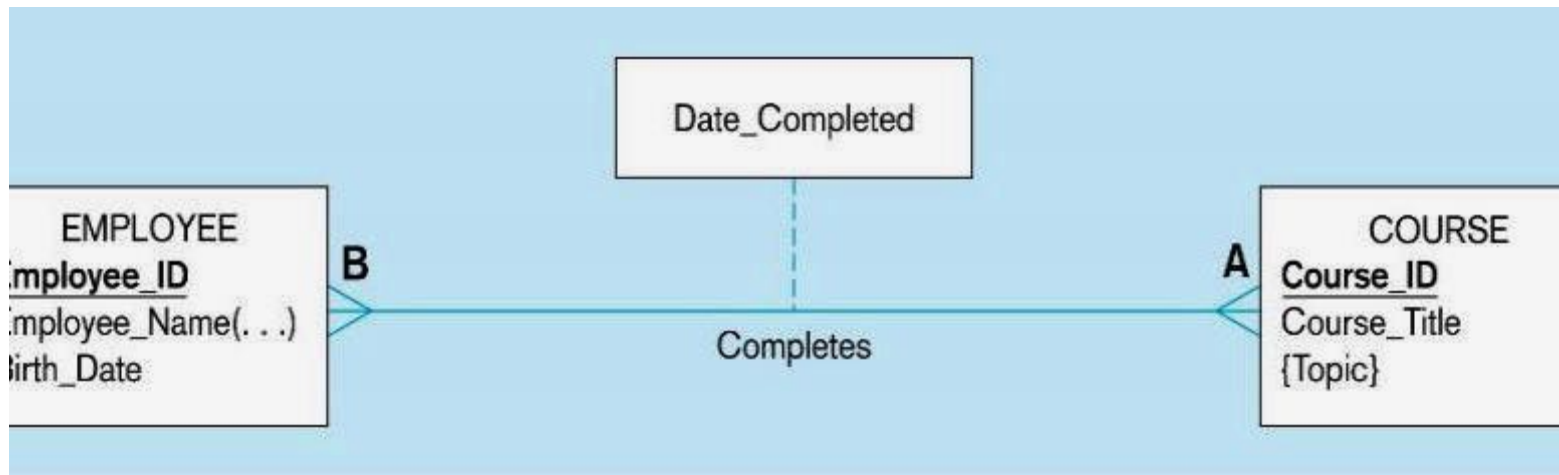 Date_Completed
EMPLOYEE
mployee_ID
mployee_Name(. . .)
irth_Date
B
Completes
A
COURSE
Course_ID
Course_Title
{Topic}